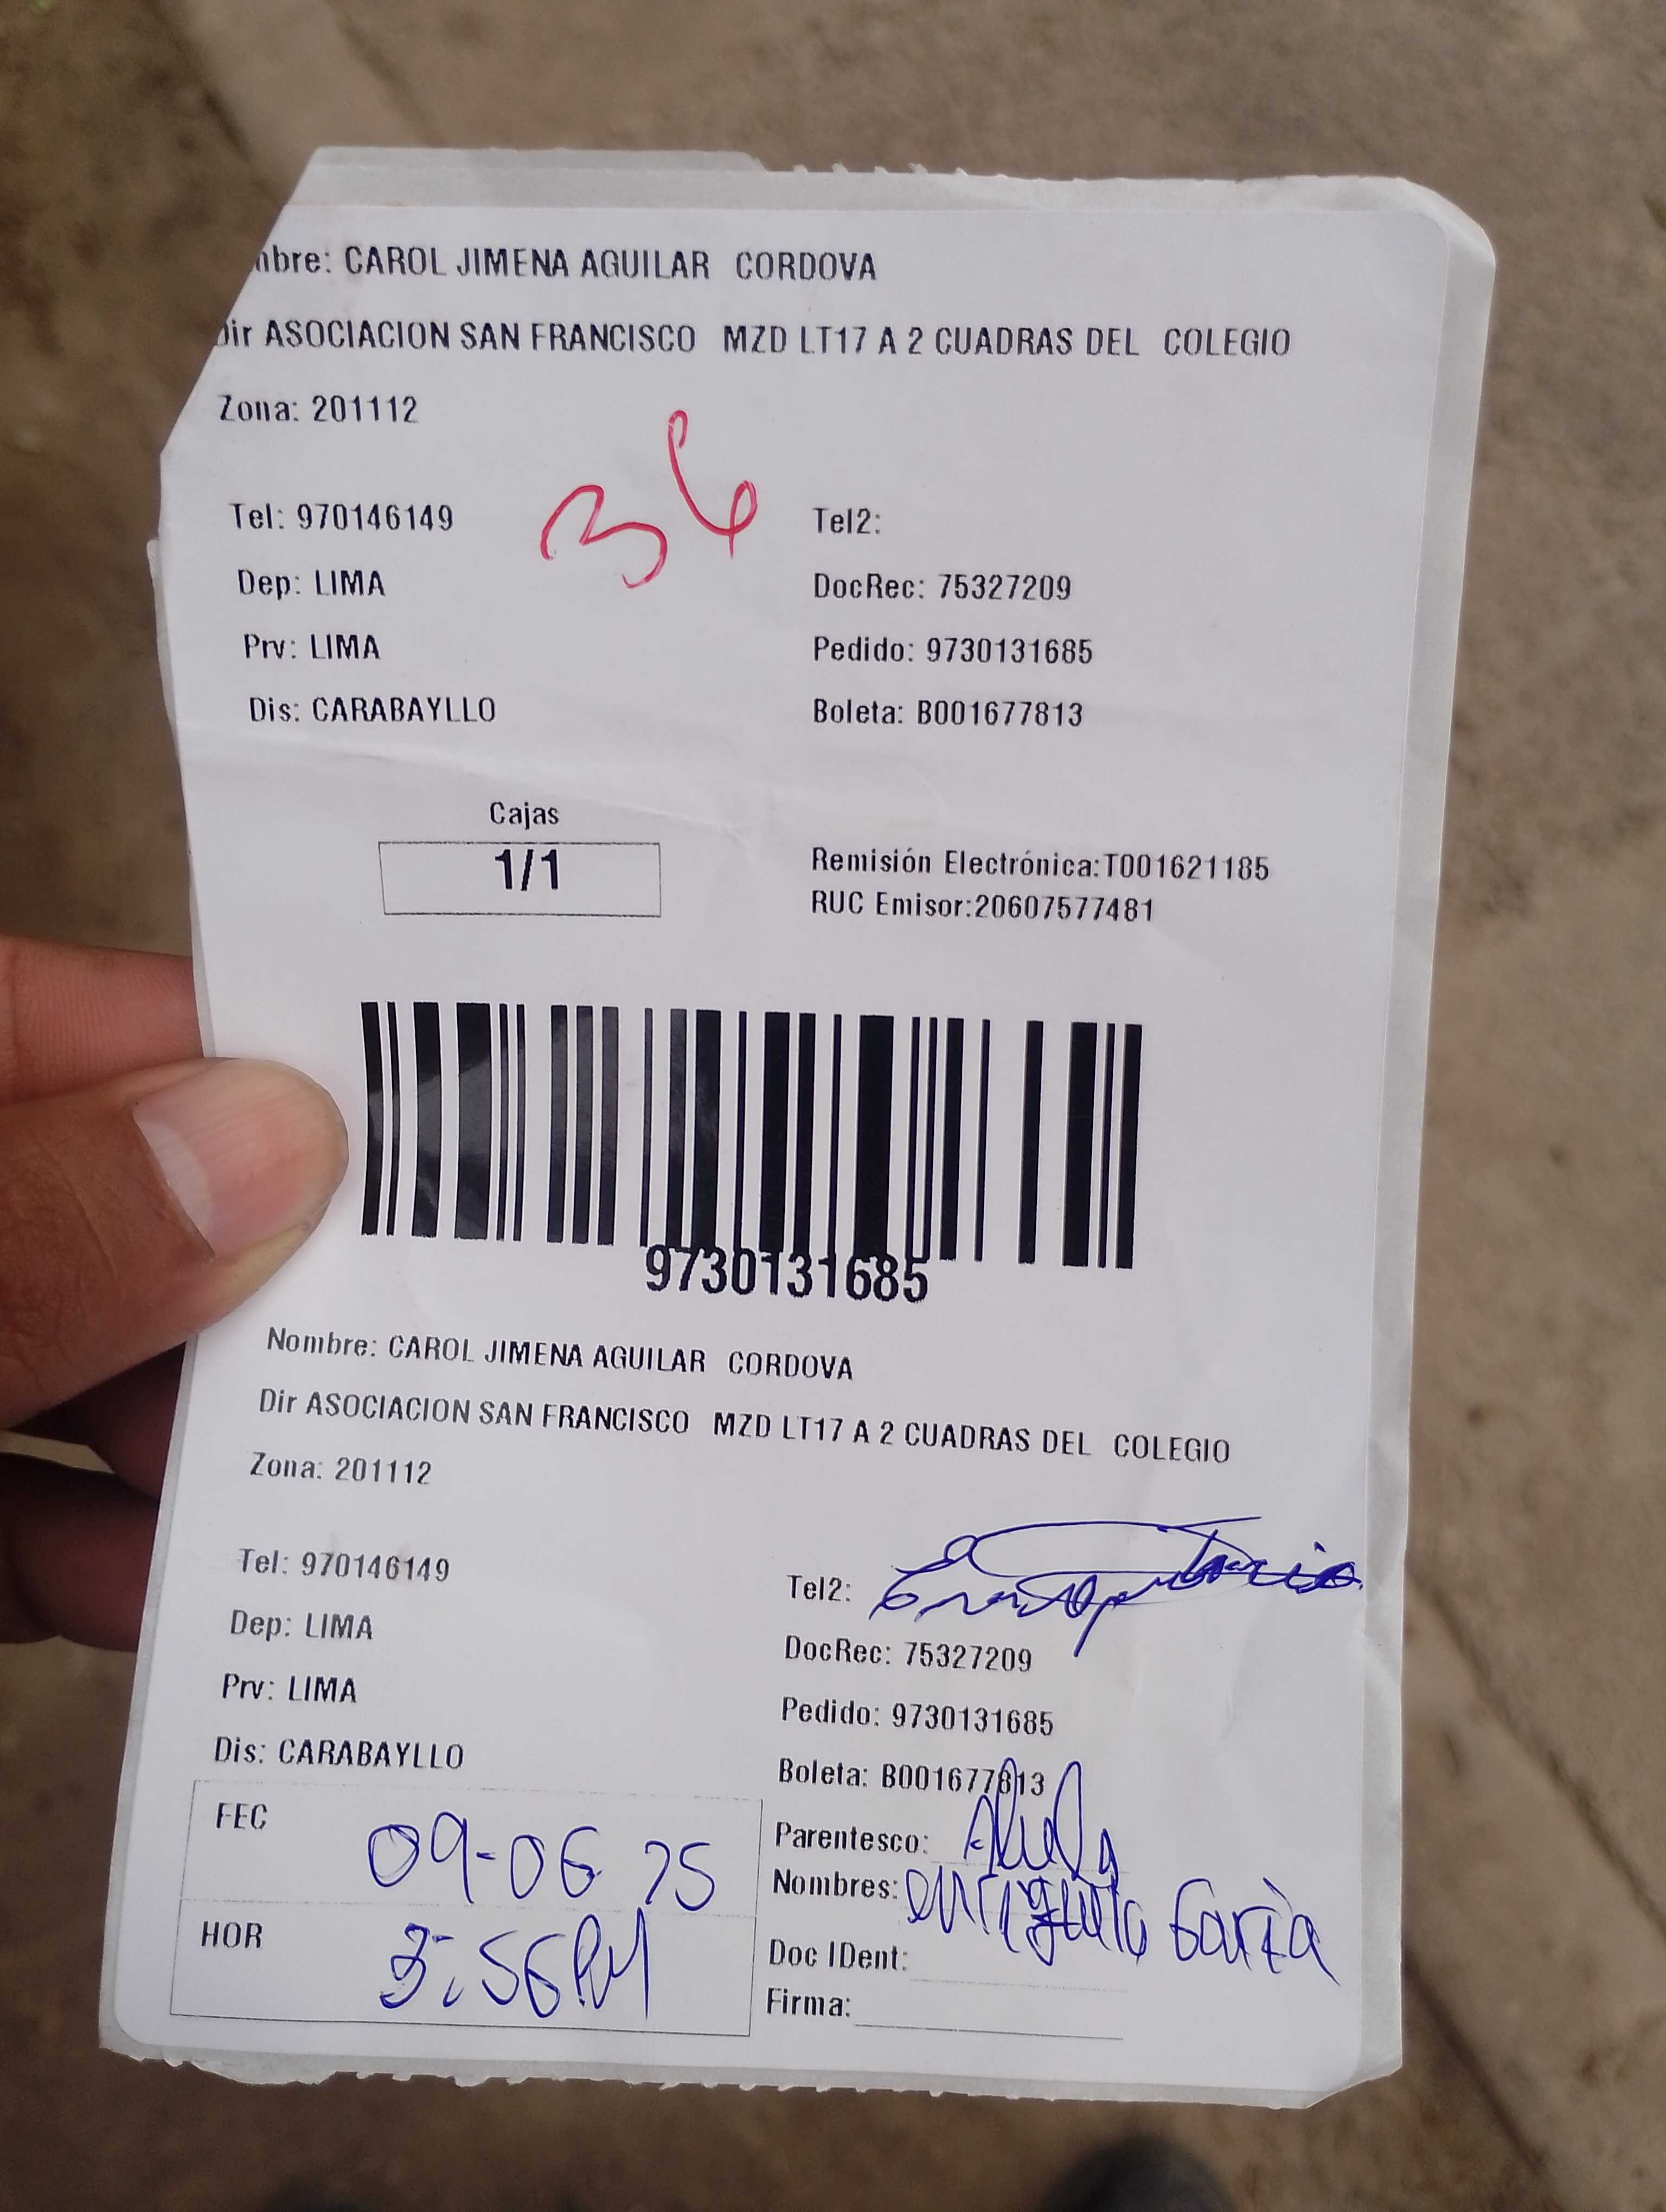 nbre: CAROL JIMENA AGUILAR CORDOVA
Dir ASOCIACION SAN FRANCISCO MZD LT17 A 2 CUADRAS DEL COLEGIO
Zona: 201112
36
Tel: 970146149 Tel2:
Dep: LIMA DocRec: 75327209
Prv: LIMA Pedido: 9730131685
Dis: CARABAYLLO Boleta: B001677813
Cajas
1/1
Remisión Electrónica:T001621185
RUC Emisor:20607577481
9730131685
Nombre: CAROL JIMENA AGUILAR CORDOVA
Dir ASOCIACION SAN FRANCISCO MZD LT17 A 2 CUADRAS DEL COLEGIO
Zona: 201112
Tel: 970146149 Tel2:
Dep: LIMA DocRec: 75327209
Prv: LIMA Pedido: 9730131685
Dis: CARABAYLLO Boleta: B001677813
FEC 09-06 25 Parentesco:
Nombres: Garìa
HOR :56PM Doc IDent:
Firma: